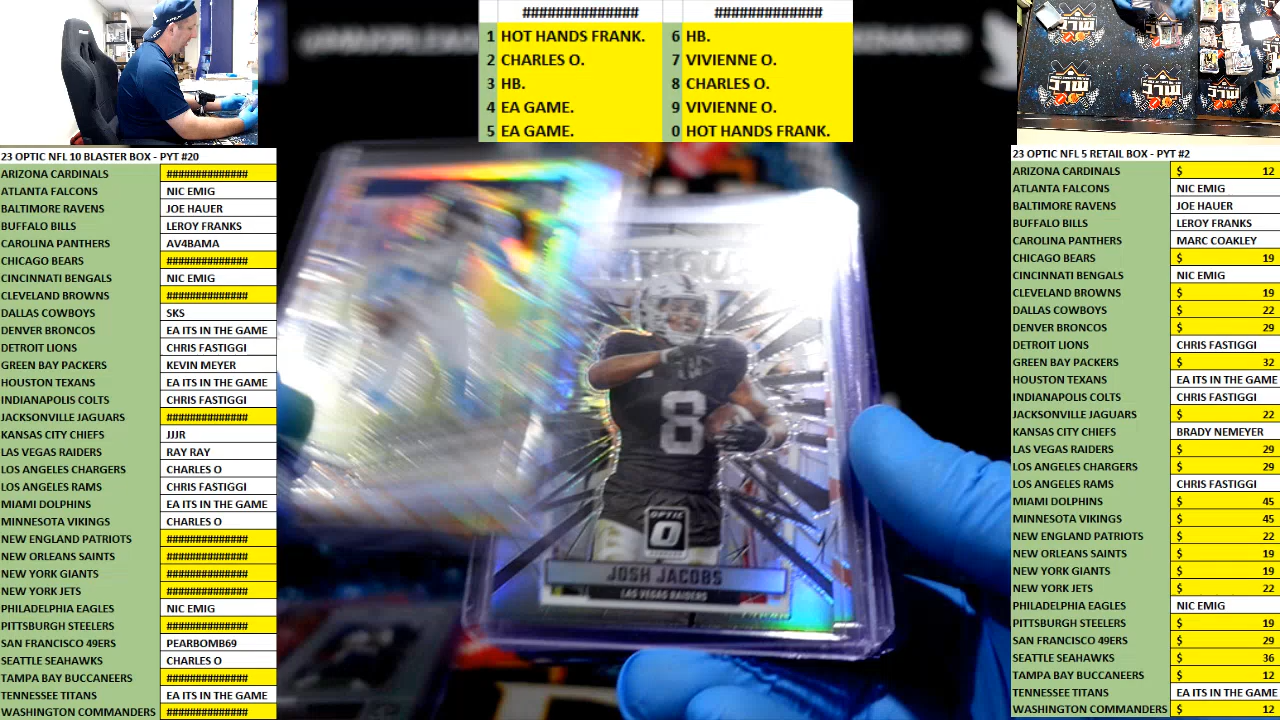 ############## #############
1 HOT HANDS FRANK. 6 HB.
2 CHARLES O. 7 VIVIENNE O.
3 HB. 8 CHARLES O.
4 EA GAME. 9 VIVIENNE O.
5 EA GAME. 0 HOT HANDS FRANK.
23 OPTIC NFL 10 BLASTER BOX - PYT #20
ARIZONA CARDINALS ##############
ATLANTA FALCONS NIC EMIG
BALTIMORE RAVENS JOE HAUER
BUFFALO BILLS LEROY FRANKS
CAROLINA PANTHERS AV4BAMA
CHICAGO BEARS ##############
CINCINNATI BENGALS NIC EMIG
CLEVELAND BROWNS ##############
DALLAS COWBOYS SKS
DENVER BRONCOS EA ITS IN THE GAME
DETROIT LIONS CHRIS FASTIGGI
GREEN BAY PACKERS KEVIN MEYER
HOUSTON TEXANS EA ITS IN THE GAME
INDIANAPOLIS COLTS CHRIS FASTIGGI
JACKSONVILLE JAGUARS ##############
KANSAS CITY CHIEFS JJJR
LAS VEGAS RAIDERS RAY RAY
LOS ANGELES CHARGERS CHARLES O
LOS ANGELES RAMS CHRIS FASTIGGI
MIAMI DOLPHINS EA ITS IN THE GAME
MINNESOTA VIKINGS CHARLES O
NEW ENGLAND PATRIOTS ##############
NEW ORLEANS SAINTS ##############
NEW YORK GIANTS ##############
NEW YORK JETS ##############
PHILADELPHIA EAGLES NIC EMIG
PITTSBURGH STEELERS ##############
SAN FRANCISCO 49ERS PEARBOMB69
SEATTLE SEAHAWKS CHARLES O
TAMPA BAY BUCCANEERS ##############
TENNESSEE TITANS EA ITS IN THE GAME
WASHINGTON COMMANDERS ##############
8
OPTIC
JOSH JACOBS
LAS VEGAS RAIDERS
23 OPTIC NFL 5 RETAIL BOX - PYT #2
ARIZONA CARDINALS $ 12
ATLANTA FALCONS NIC EMIG
BALTIMORE RAVENS JOE HAUER
BUFFALO BILLS LEROY FRANKS
CAROLINA PANTHERS MARC COAKLEY
CHICAGO BEARS $ 19
CINCINNATI BENGALS NIC EMIG
CLEVELAND BROWNS $ 19
DALLAS COWBOYS $ 22
DENVER BRONCOS $ 29
DETROIT LIONS CHRIS FASTIGGI
GREEN BAY PACKERS $ 32
HOUSTON TEXANS EA ITS IN THE GAME
INDIANAPOLIS COLTS CHRIS FASTIGGI
JACKSONVILLE JAGUARS $ 22
KANSAS CITY CHIEFS BRADY NEMEYER
LAS VEGAS RAIDERS $ 29
LOS ANGELES CHARGERS $ 29
LOS ANGELES RAMS CHRIS FASTIGGI
MIAMI DOLPHINS $ 45
MINNESOTA VIKINGS $ 45
NEW ENGLAND PATRIOTS $ 22
NEW ORLEANS SAINTS $ 19
NEW YORK GIANTS $ 19
NEW YORK JETS $ 22
PHILADELPHIA EAGLES NIC EMIG
PITTSBURGH STEELERS $ 19
SAN FRANCISCO 49ERS $ 29
SEATTLE SEAHAWKS $ 36
TAMPA BAY BUCCANEERS $ 12
TENNESSEE TITANS EA ITS IN THE GAME
WASHINGTON COMMANDERS $ 12